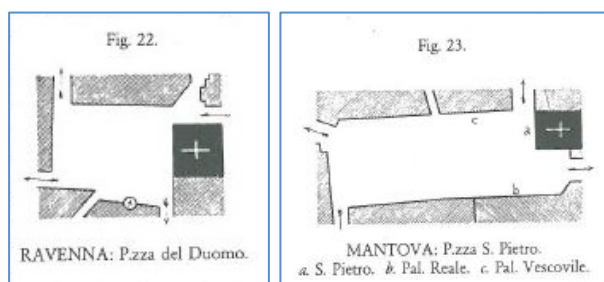 Fig. 22.
RAVENNA: P.zza del Duomo.
Fig. 23.
c
a
b
MANTOVA: P.zza S. Pietro.
a. S. Pietro. b. Pal. Reale. c. Pal. Vescovile.